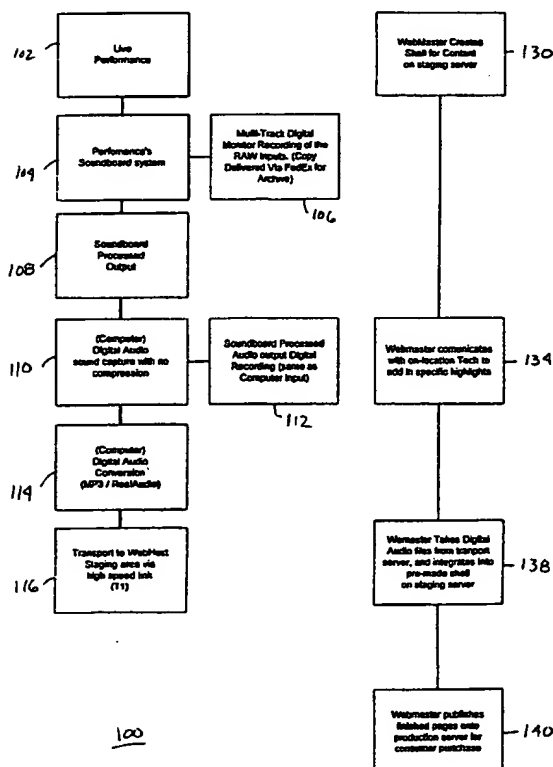 102
Live
Performance
104
Perfomance's
Soundboard system
Multi-Track Digital
Monitor Recording of the
RAW Inputs. (Copy
Delivered Via FedEx for
Archive)
106
108
Soundboard
Processed
Output
110
(Computer)
Digital Audio
sound capture with no
compression
Soundboard Processed
Audio output Digital
Recording (same as
Computer Input)
112
114
(Computer)
Digital Audio
Conversion
(MP3 / RealAudio)
116
Transport to WebHost
Staging area via
high speed link
(T1)
100
WebMaster Creates
Shell for Content
on staging server
130
Webmaster comunicates
with on-location Tech to
add in specific highlights
134
Wemaster Takes Digital
Audio files from tranport
server, and integrates into
pre-made shell
on staging server
138
Webmaster publishes
finished pages onto
production server for
consumer purchase
140